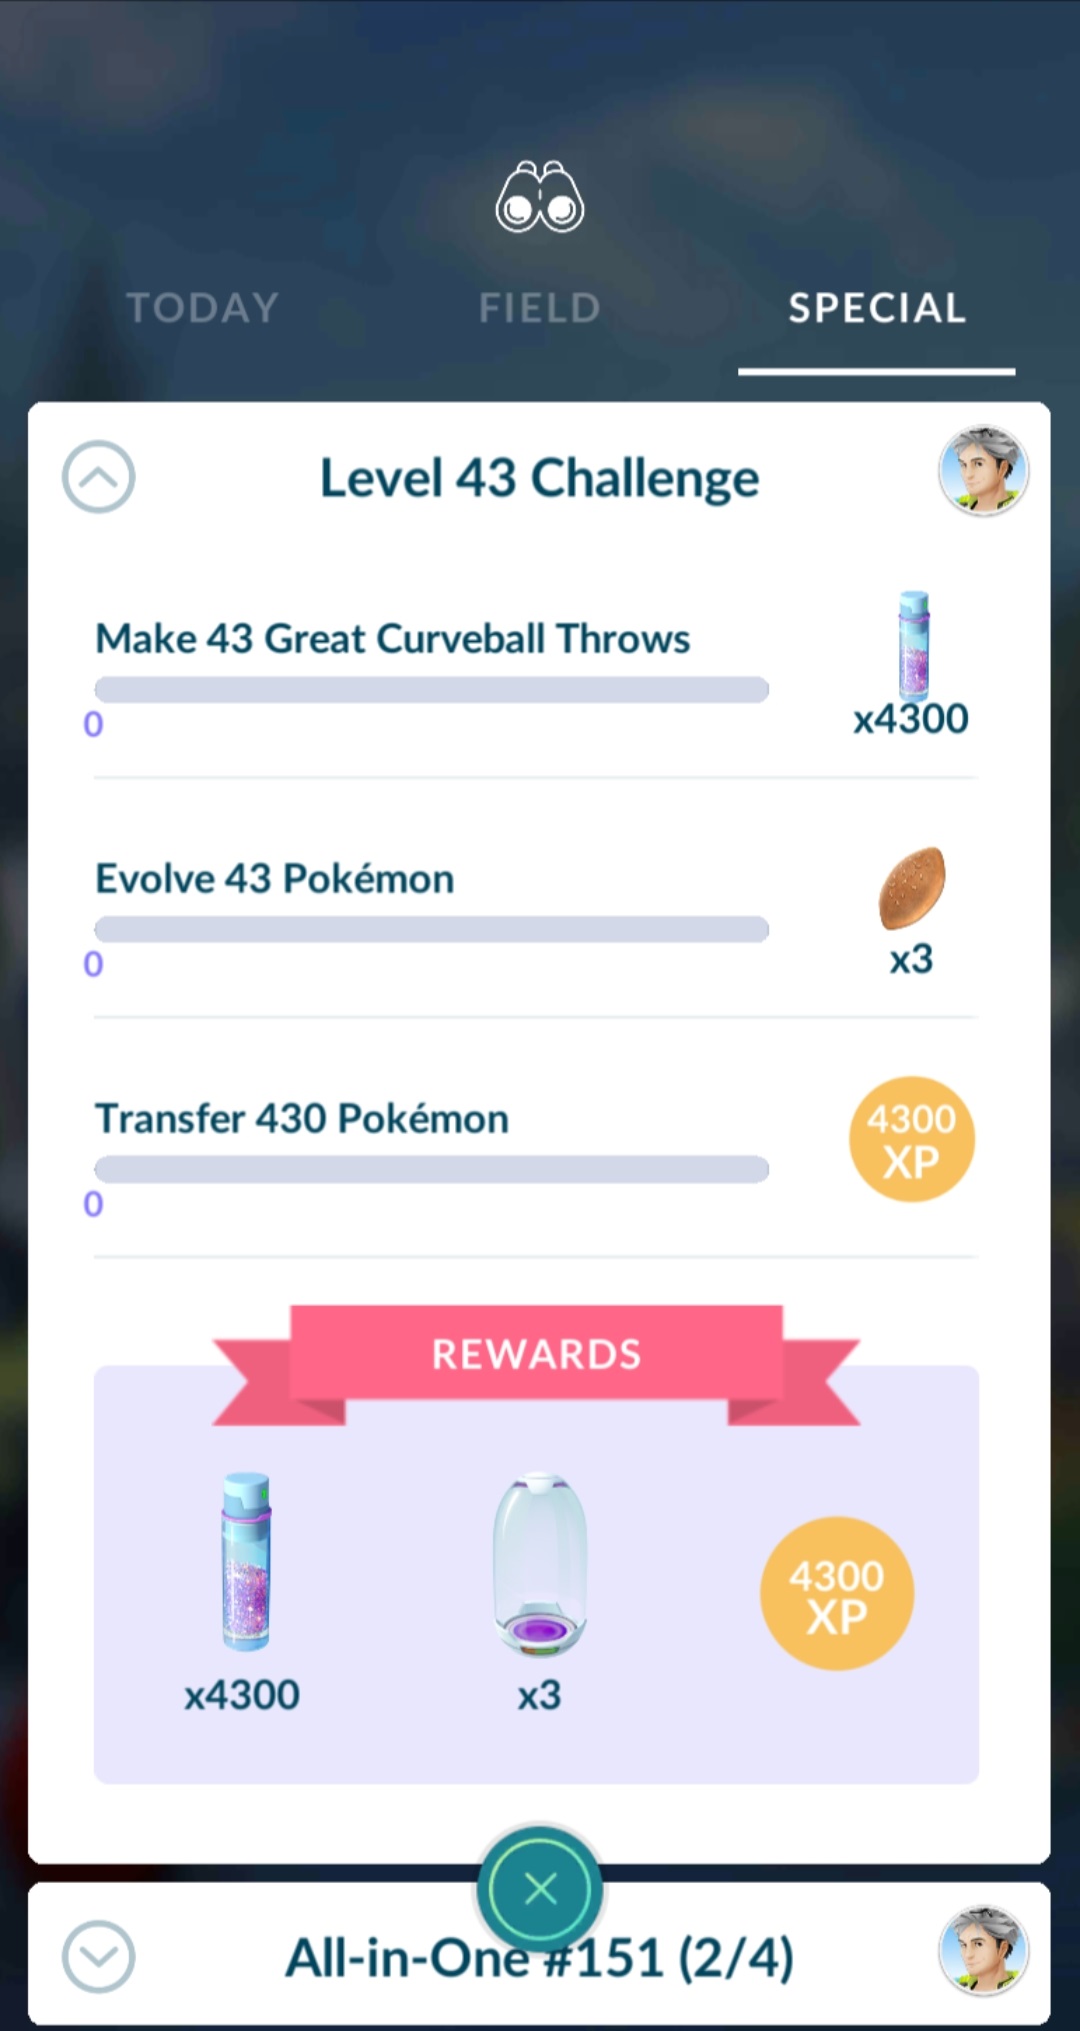 TODAY
FIELD
SPECIAL
Level 43 Challenge
Make 43 Great Curveball Throws
0
x4300
Evolve 43 Pokémon
0
x3
Transfer 430 Pokémon
0
4300
XP
REWARDS
x4300
x3
4300
XP
All-in-One #151 (2/4)